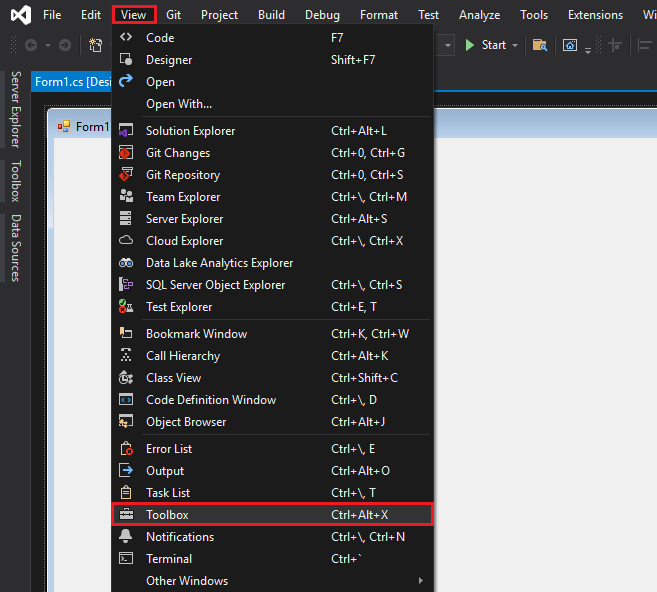 File Edit View Git Project Build Debug Format Test Analyze Tools Extensions Wi
Start
Server Explorer
Toolbox
Data Sources
Form1.cs [Desi
Form1
Code F7
Designer Shift+F7
Open
Open With...
Solution Explorer Ctrl+Alt+L
Git Changes Ctrl+0, Ctrl+G
Git Repository Ctrl+0, Ctrl+S
Team Explorer Ctrl+\, Ctrl+M
Server Explorer Ctrl+Alt+S
Cloud Explorer Ctrl+\, Ctrl+X
Data Lake Analytics Explorer
SQL Server Object Explorer Ctrl+\, Ctrl+S
Test Explorer Ctrl+E, T
Bookmark Window Ctrl+K, Ctrl+W
Call Hierarchy Ctrl+Alt+K
Class View Ctrl+Shift+C
Code Definition Window Ctrl+\, D
Object Browser Ctrl+Alt+J
Error List Ctrl+\, E
Output Ctrl+Alt+O
Task List Ctrl+\, T
Toolbox Ctrl+Alt+X
Notifications Ctrl+\, Ctrl+N
Terminal Ctrl+`
Other Windows